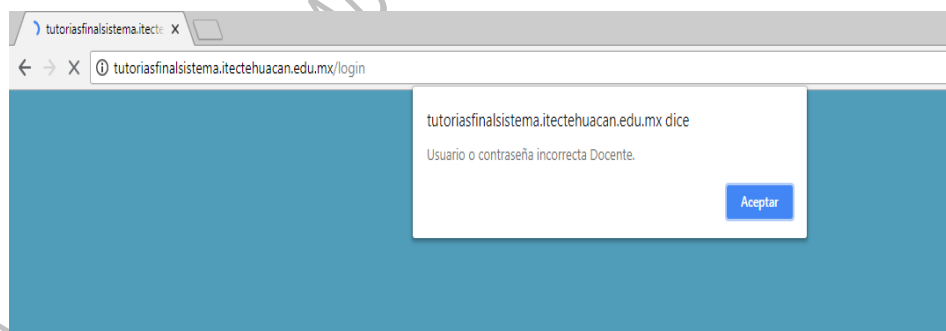 tutoriasfinalsistema.itecte
tutoriasfinalsistema.itectehuacan.edu.mx/login
tutoriasfinalsistema.itectehuacan.edu.mx dice
Usuario o contraseña incorrecta Docente.
Aceptar